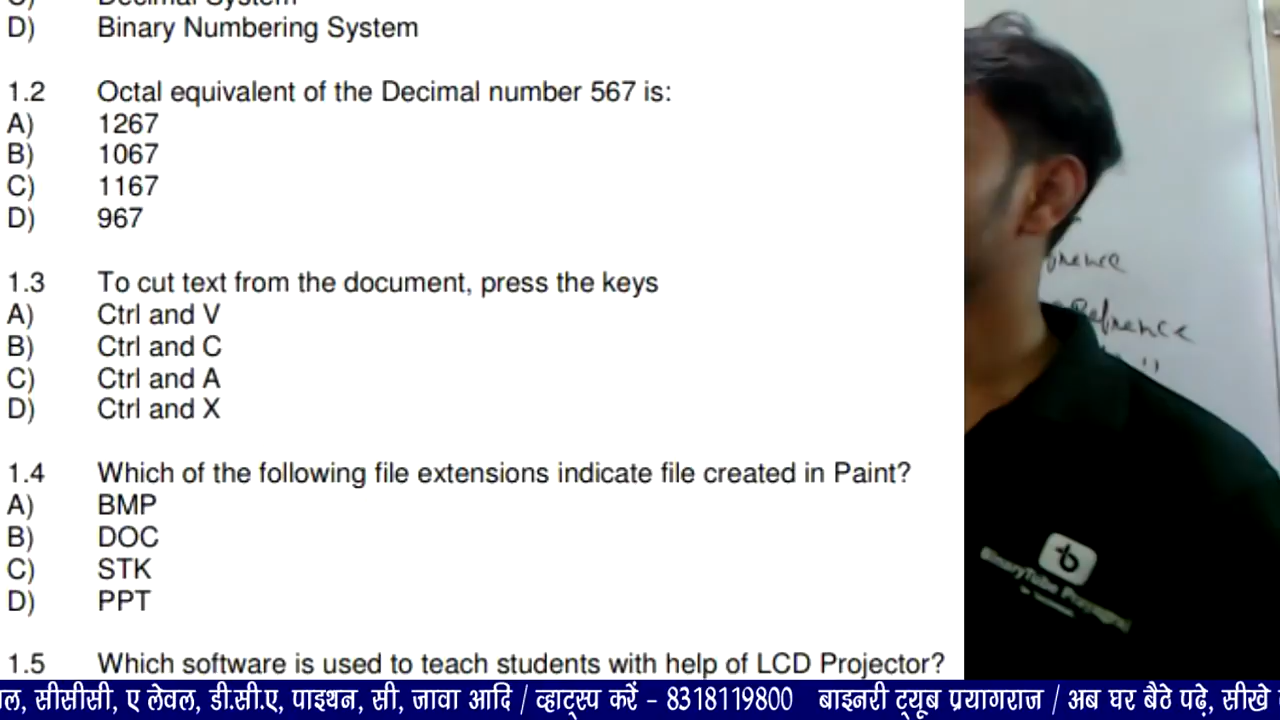 D) Binary Numbering System
1.2 Octal equivalent of the Decimal number 567 is:
A) 1267
B) 1067
C) 1167
D) 967
1.3 To cut text from the document, press the keys
A) Ctrl and V
B) Ctrl and C
C) Ctrl and A
D) Ctrl and X
1.4 Which of the following file extensions indicate file created in Paint?
A) BMP
B) DOC
C) STK
D) PPT
1.5 Which software is used to teach students with help of LCD Projector?
सीसीसी, ए लेवल, डी.सी.ए, पाइथन, सी, जावा आदि / व्हाट्स्प करें - 8318119800 बाइनरी ट्यूब प्रयागराज / अब घर बैठे पढ़े, सीखे